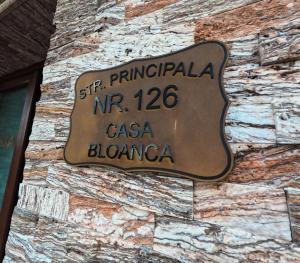 STR. PRINCIPALA
NR. 126
CASA
BLOANCA